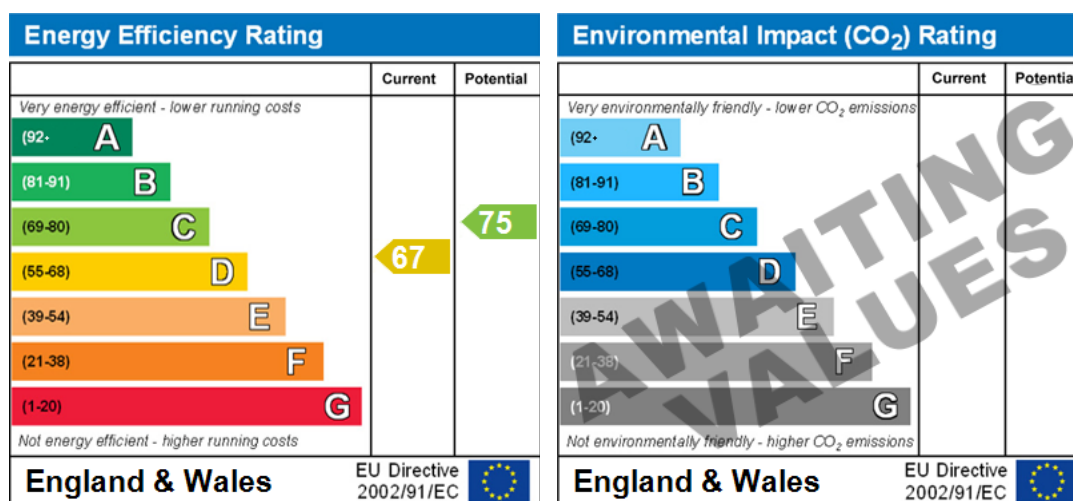 Energy Efficiency Rating
Current Potential
Very energy efficient - lower running costs
(92+ A
(81-91) B
(69-80) C
75
(55-68) D
67
(39-54) E
(21-38) F
(1-20) G
Not energy efficient - higher running costs
England & Wales
EU Directive
2002/91/EC
Environmental Impact (CO₂) Rating
Current Potentia
Very environmentally friendly - lower CO₂ emissions
(92+ A
(81-91) B
(69-80) C
(55-68) D
(39-54) E
(21-38) F
(1-20) G
AWAITING
VALUES
Not environmentally friendly - higher CO₂ emissions
England & Wales
EU Directive
2002/91/EC